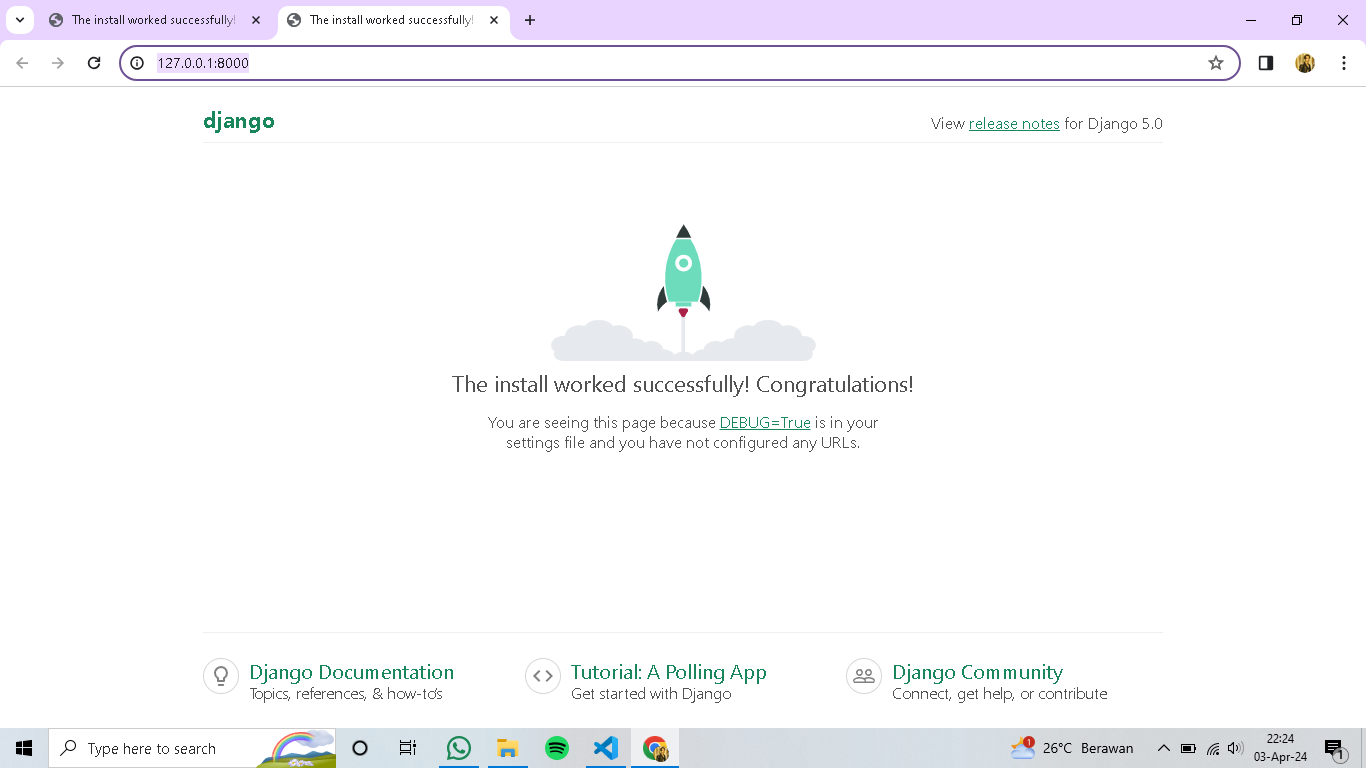 The install worked successfully!
The install worked successfully!
127.0.0.1:8000
django
View release notes for Django 5.0
The install worked successfully! Congratulations!
You are seeing this page because DEBUG=True is in your
settings file and you have not configured any URLs.
Django Documentation
Topics, references, & how-to's
Tutorial: A Polling App
Get started with Django
Django Community
Connect, get help, or contribute
Type here to search
1
26°C Berawan
22:24
03-Apr-24
1